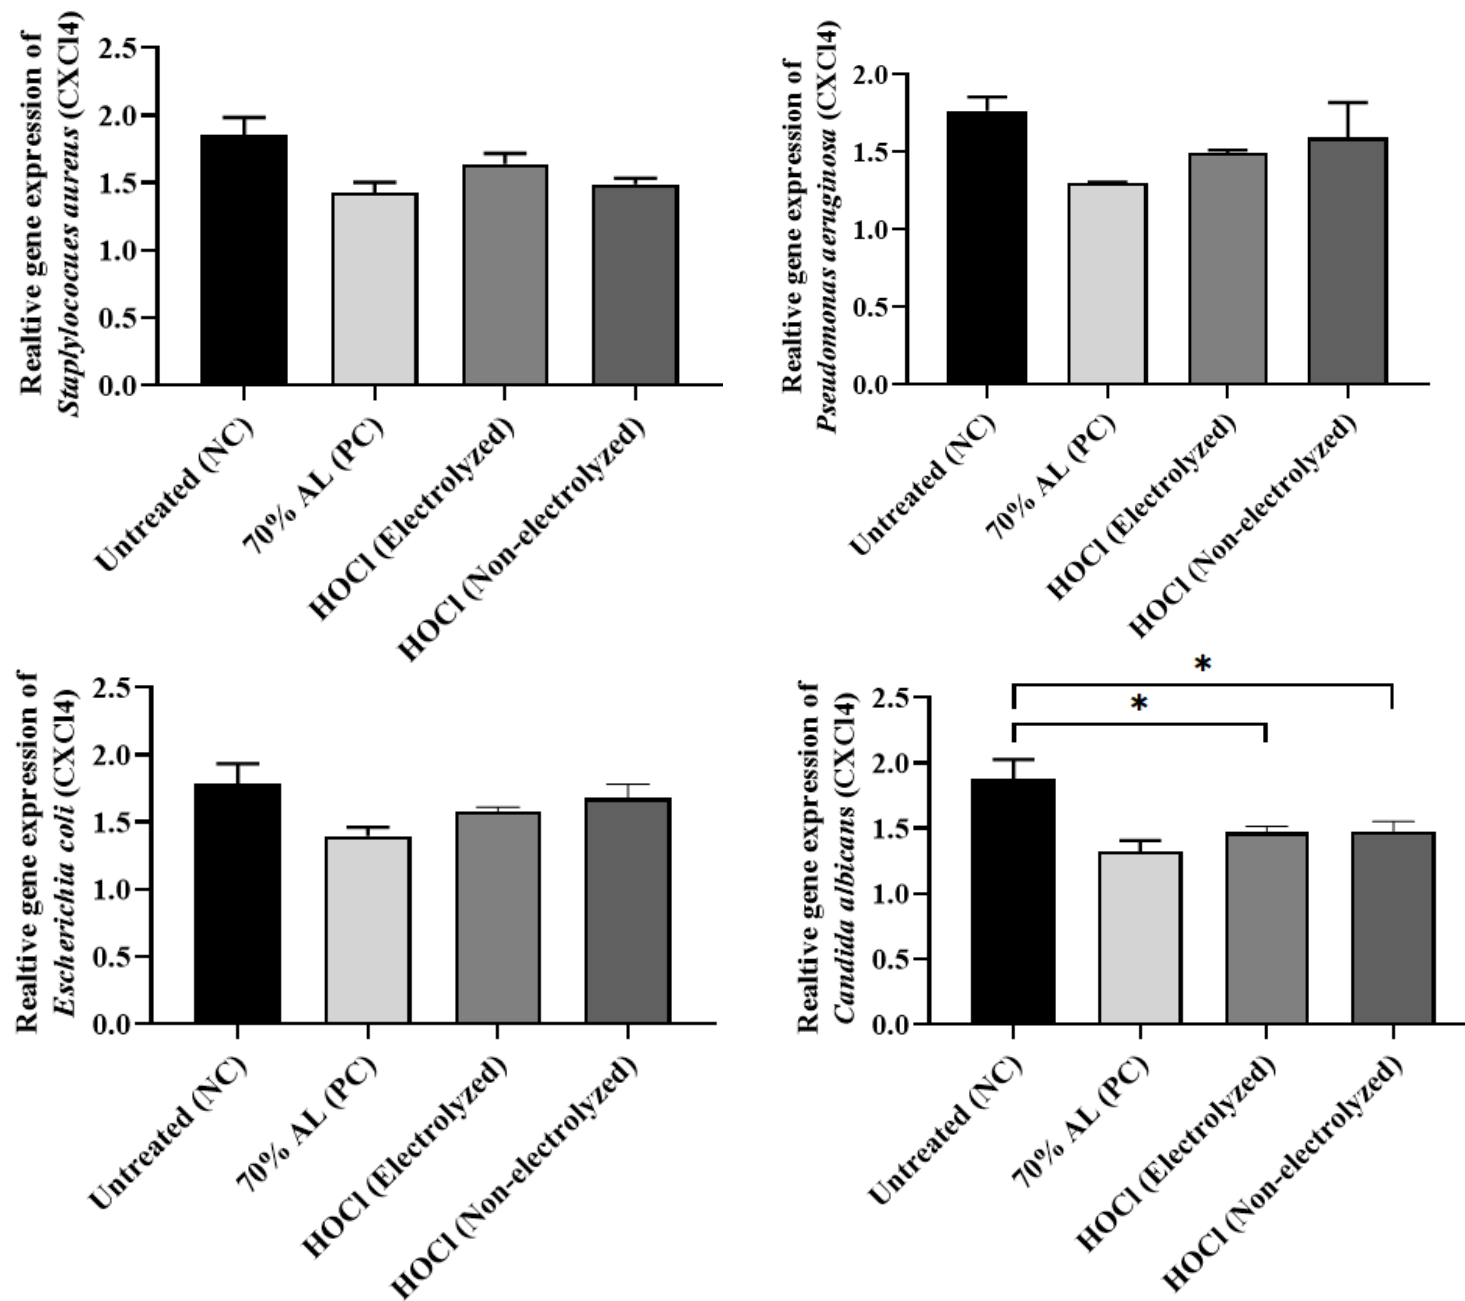 Realtive gene expression of
Staplylococues aureus (CXCl4)
2.5
2.0
1.5
1.0
0.5
0.0
Untreated (NC)
70% AL (PC)
HOCl (Electrolyzed)
HOCl (Non-electrolyzed)
Realtive gene expression of
Pseudomonas aeruginosa (CXCl4)
2.0
1.5
1.0
0.5
0.0
Untreated (NC)
70% AL (PC)
HOCl (Electrolyzed)
HOCl (Non-electrolyzed)
Realtive gene expression of
Escherichia coli (CXCl4)
2.5
2.0
1.5
1.0
0.5
0.0
Untreated (NC)
70% AL (PC)
HOCl (Electrolyzed)
HOCl (Non-electrolyzed)
Realtive gene expression of
Candida albicans (CXCl4)
2.5
2.0
1.5
1.0
0.5
0.0
*
*
Untreated (NC)
70% AL (PC)
HOCl (Electrolyzed)
HOCl (Non-electrolyzed)